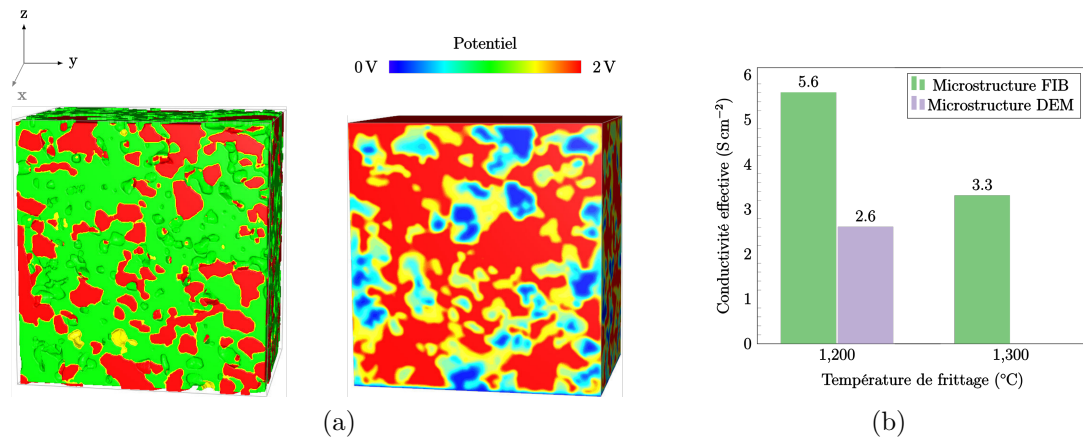 z
y
x
Potentiel
0 V
2 V
(a)
Conductivité effective (S cm⁻²)
6
5
4
3
2
1
0
5.6
2.6
3.3
Microstructure FIB
Microstructure DEM
1,200
1,300
Température de frittage (°C)
(b)